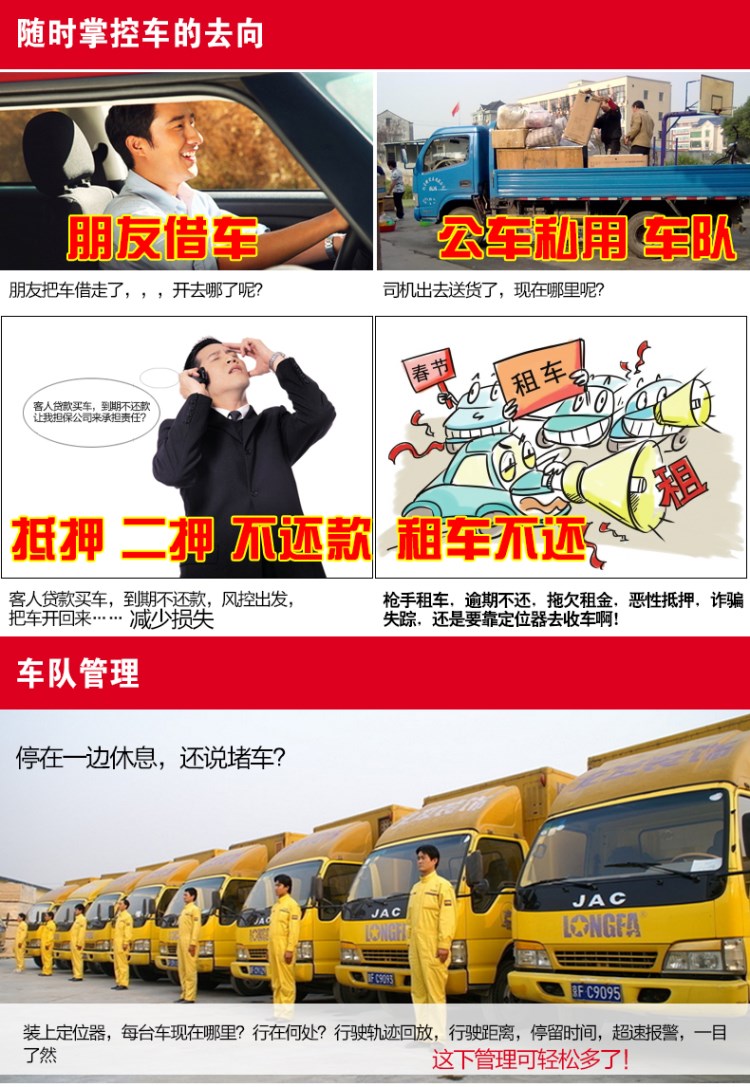 随时掌控车的去向
朋友借车
公车私用 车队
朋友把车借走了，，，开去哪了呢？
司机出去送货了，现在哪里呢？
客人贷款买车，到期不还款
让我担保公司来承担责任？
春节
租车
租
抵押 二押 不还款
租车不还
客人贷款买车，到期不还款，风控出发，
把车开回来…… 减少损失
枪手租车．逾期不还．拖欠租金．恶性抵押．诈骗
失踪．还是要靠定位器去收车啊！
车队管理
停在一边休息，还说堵车？
JAC
JAC
JAC
LONGFA
F C9093
F C9095
装上定位器，每台车现在哪里？行在何处？行驶轨迹回放，行驶距离，停留时间，超速报警，一目
了然
这下管理可轻松多了！